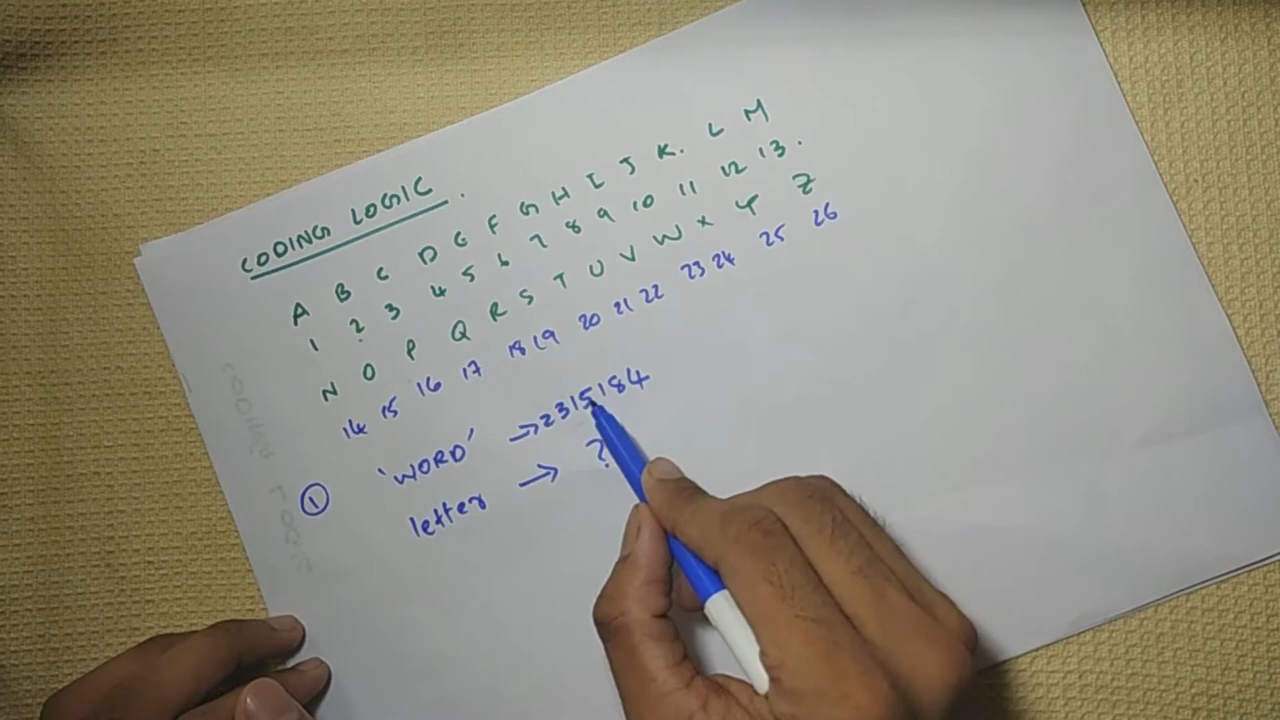 CODING LOGIC.
A B C D E F G H I J K. L M
1 2 3 4 5 6 7 8 9 10 11 12 13.
N O P Q R S T U V W X Y Z
14 15 16 17 18 19 20 21 22 23 24 25 26
① 'WORD' → 2315184
letter → ?